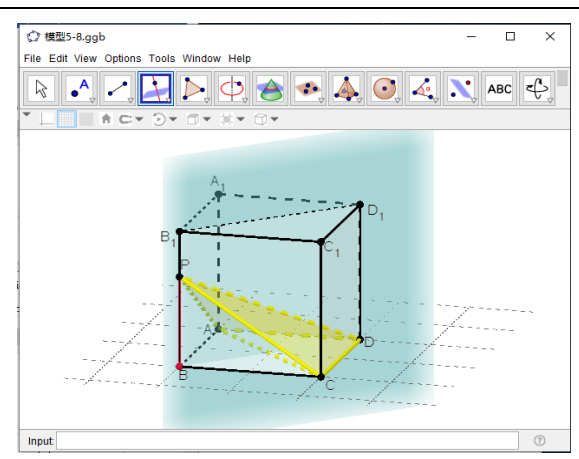 模型5-8.ggb
File Edit View Options Tools Window Help
A
ABC
A1
D1
B1
C1
P
A
D
B
C
Input: